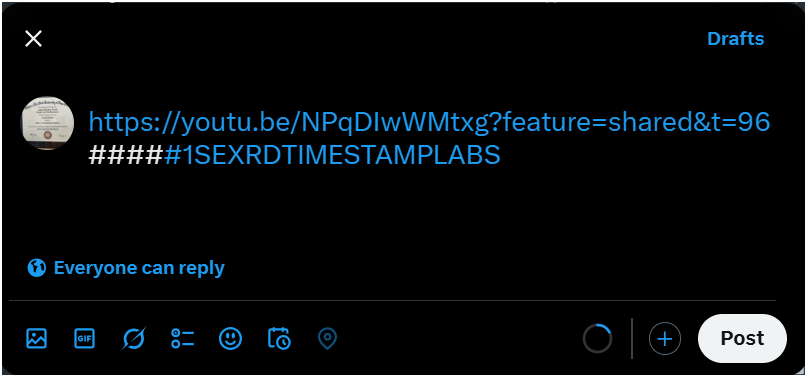 Drafts
https://youtu.be/NPqDIwWMtxg?feature=shared&t=96
#####1SEXRDTIMESTAMPLABS
Everyone can reply
GIF
Post